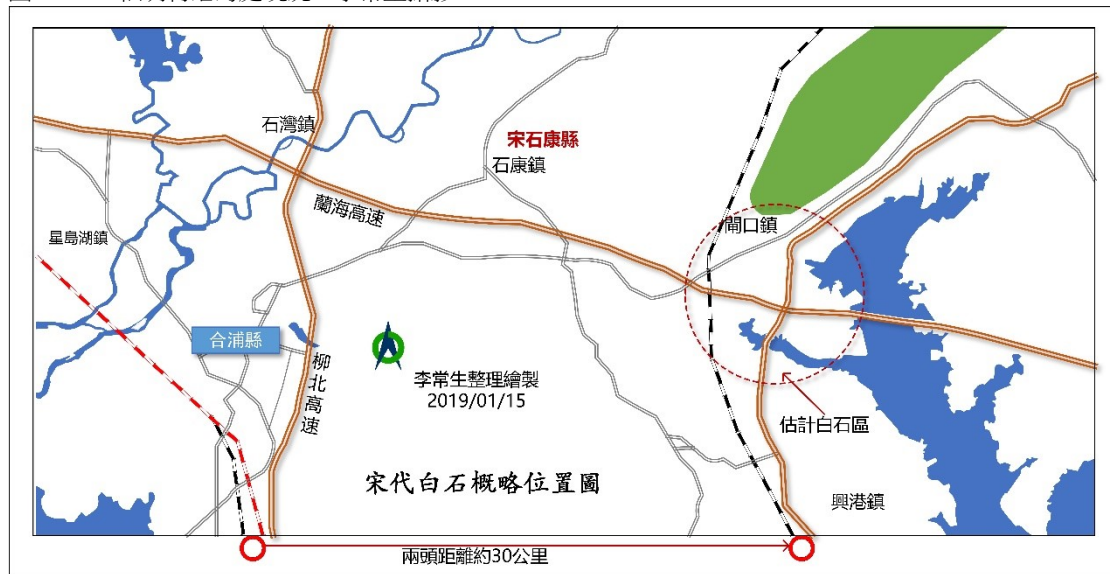 石灣鎮
宋石康縣
石康鎮
蘭海高速
閘口鎮
星島湖鎮
合浦縣
柳北高速
李常生整理繪製
2019/01/15
估計白石區
宋代白石概略位置圖
興港鎮
兩頭距離約30公里